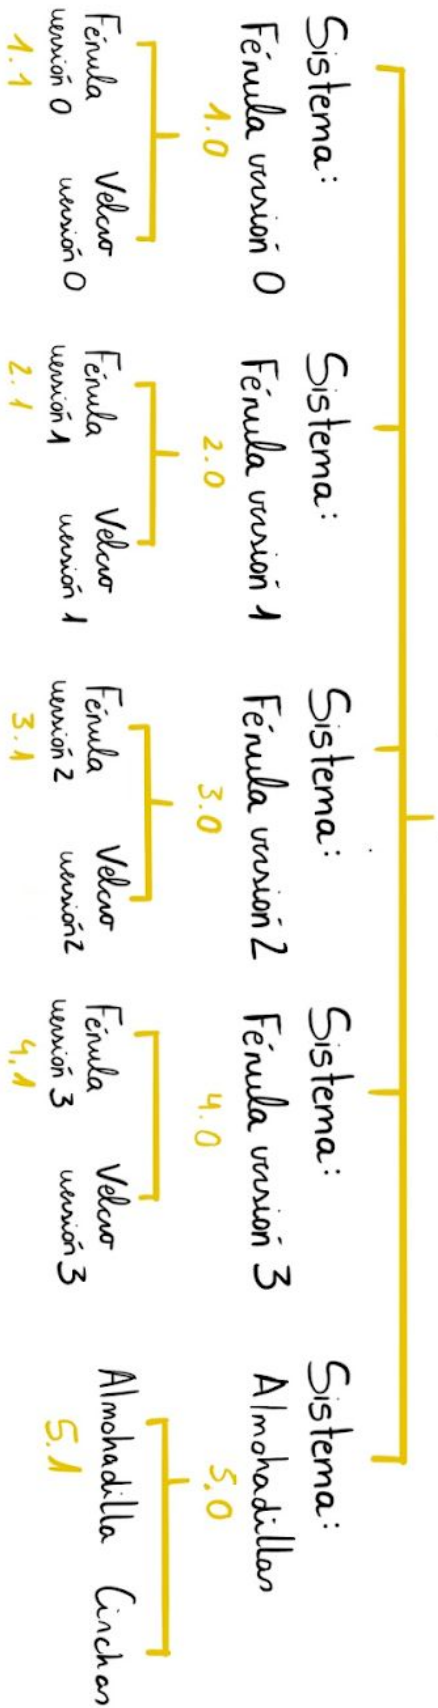 Sistema:
Férula versión 0
1.0
Férula
versión 0
1.1
Velcro
versión 0
Sistema:
Férula versión 1
2.0
Férula
versión 1
2.1
Velcro
versión 1
Sistema:
Férula versión 2
3.0
Férula
versión 2
3.1
Velcro
versión 2
Sistema:
Férula versión 3
4.0
Férula
versión 3
4.1
Velcro
versión 3
Sistema:
Almohadillas
5.0
Almohadilla
5.1
Cinchas